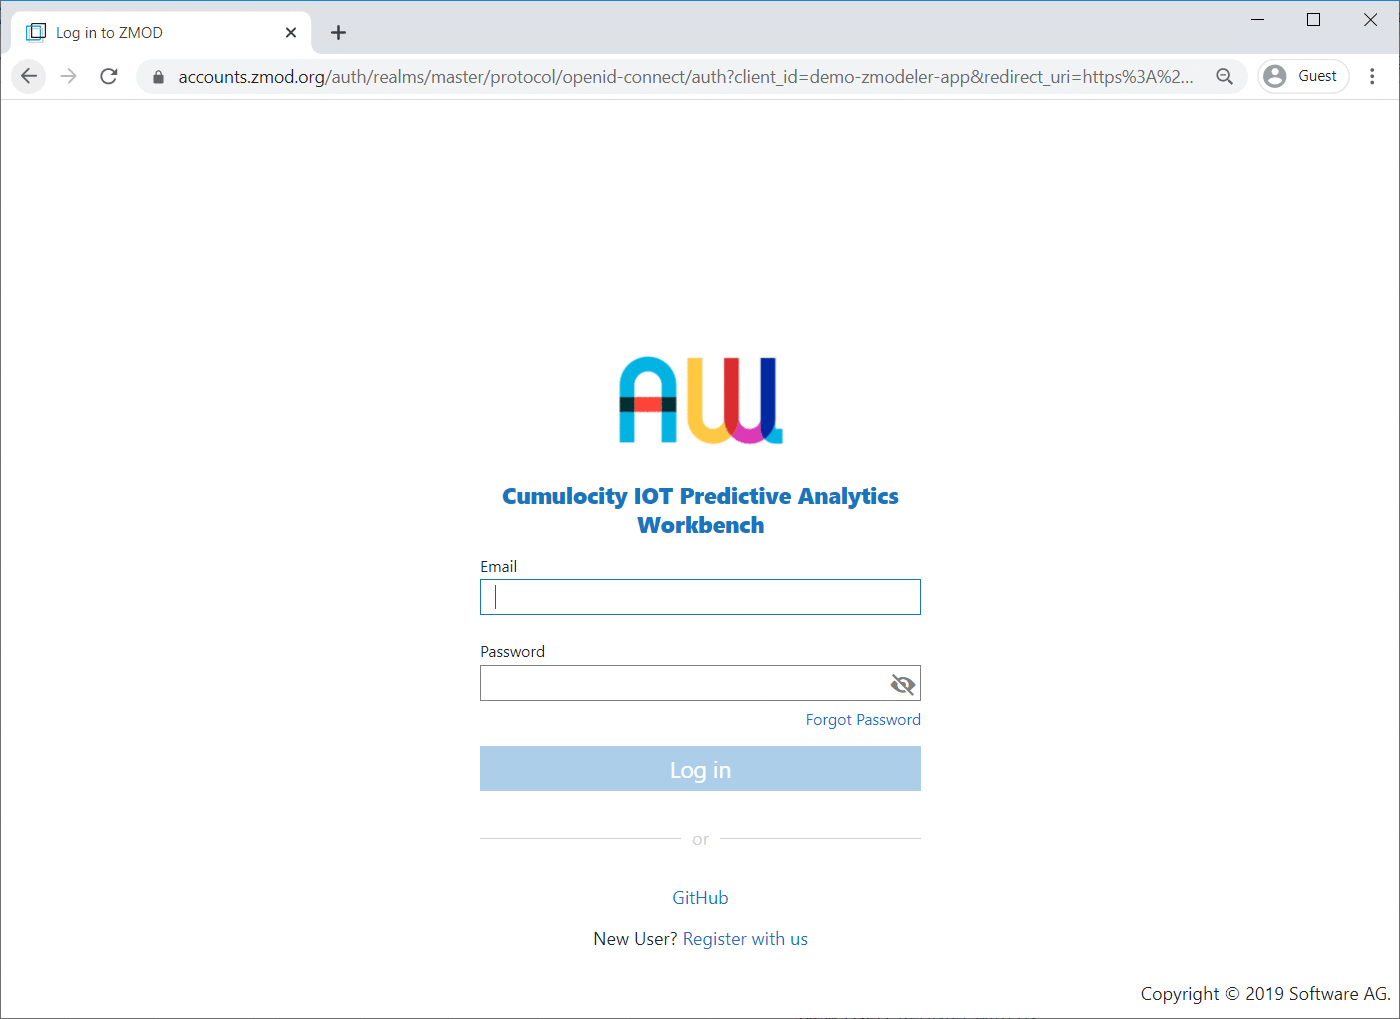 Log in to ZMOD
accounts.zmod.org/auth/realms/master/protocol/openid-connect/auth?client_id=demo-zmodeler-app&redirect_uri=https%3A%2...
Guest
AW
Cumulocity IOT Predictive Analytics
Workbench
Email
Password
Forgot Password
Log in
or
GitHub
New User? Register with us
Copyright © 2019 Software AG.